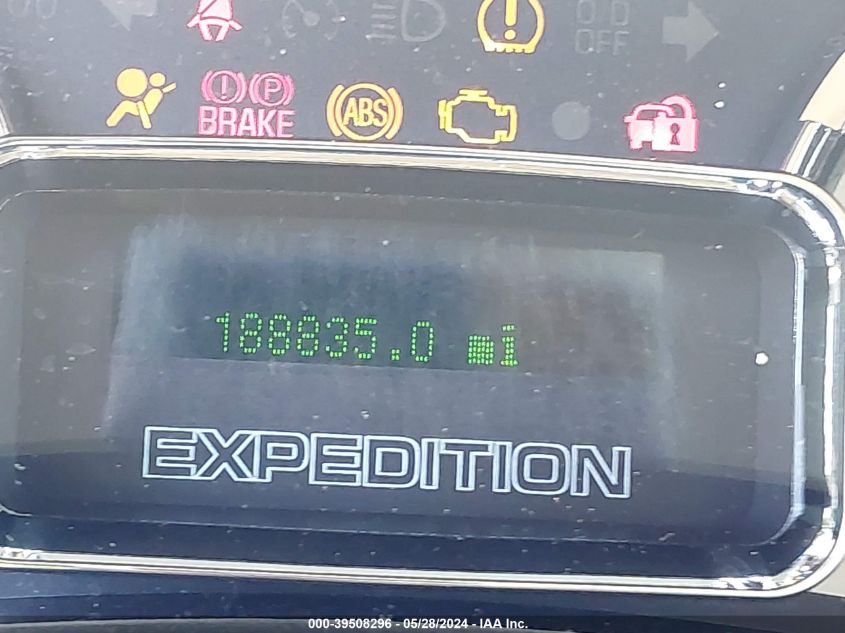 O/D
OFF
(!) (P)
BRAKE
ABS
188835.0 mi
EXPEDITION
000-39508296 - 05/28/2024 - IAA Inc.